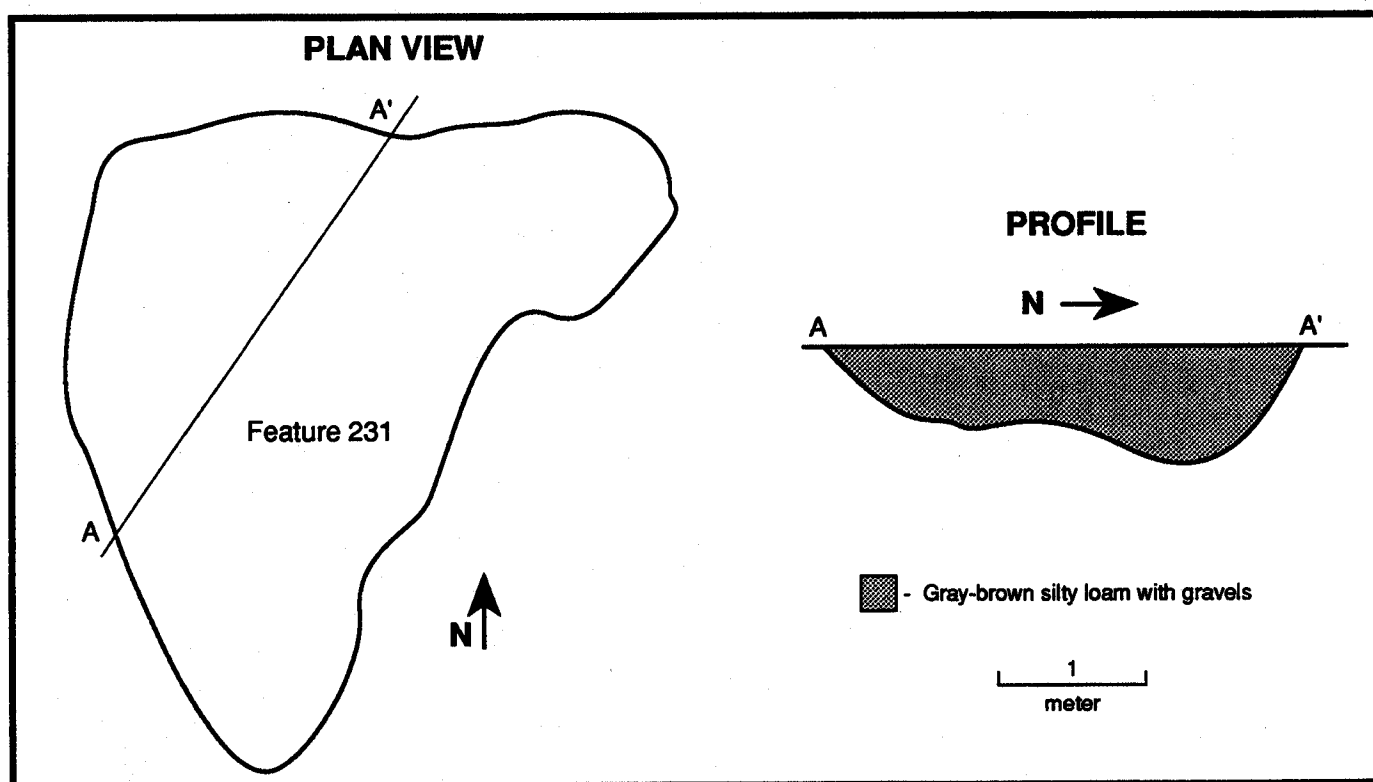 PLAN VIEW
A'
Feature 231
A
N
PROFILE
N
A
A'
- Gray-brown silty loam with gravels
1
meter